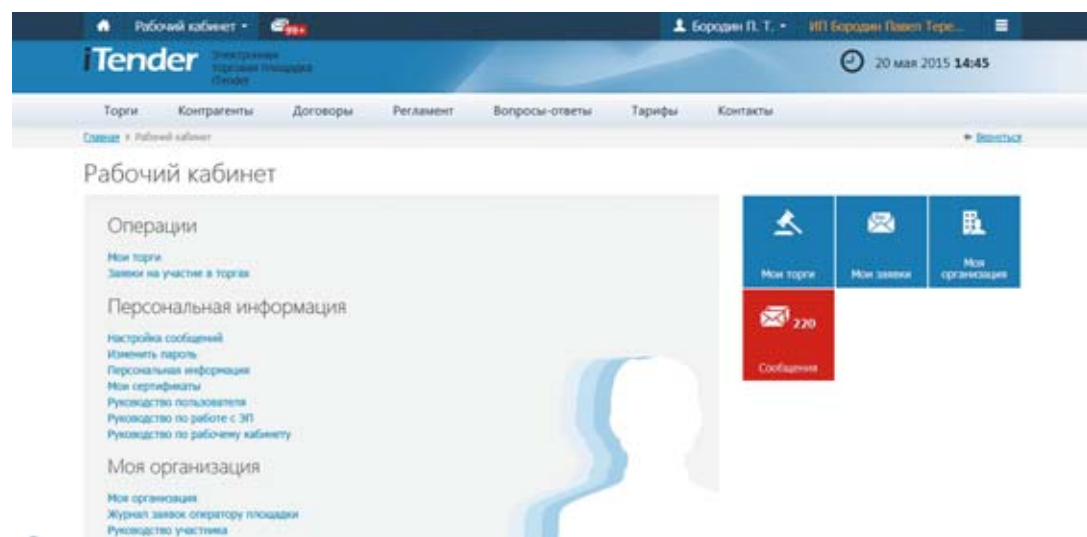 Рабочий кабинет
99+
Бородин П. Т.
ИП Бородин Павел Тере...
iTender
Электронная
торговая площадка
iTender
20 мая 2015 14:45
Торги
Контрагенты
Договоры
Регламент
Вопросы-ответы
Тарифы
Контакты
Главная
Рабочий кабинет
Вернуться
Рабочий кабинет
Операции
Мои торги
Заявки на участие в торгах
Персональная информация
Настройка сообщений
Изменить пароль
Персональная информация
Мои сертификаты
Руководство пользователя
Руководство по работе с ЭП
Руководство по рабочему кабинету
Моя организация
Моя организация
Журнал заявок оператору площадки
Руководство участника
Мои торги
Мои заявки
Моя
организация
220
Сообщения